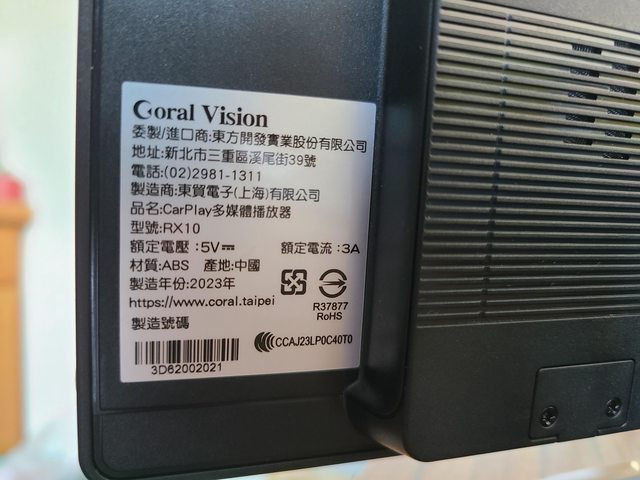 Coral Vision
委製/進口商:東方開發實業股份有限公司
地址:新北市三重區溪尾街39號
電話:(02)2981-1311
製造商:東貿電子(上海)有限公司
品名:CarPlay多媒體播放器
型號:RX10
額定電壓:5V⎓ 額定電流:3A
材質:ABS 產地:中國
製造年份:2023年
https://www.coral.taipei
R37877
RoHS
製造號碼
CCAJ23LP0C40T0
3D62002021